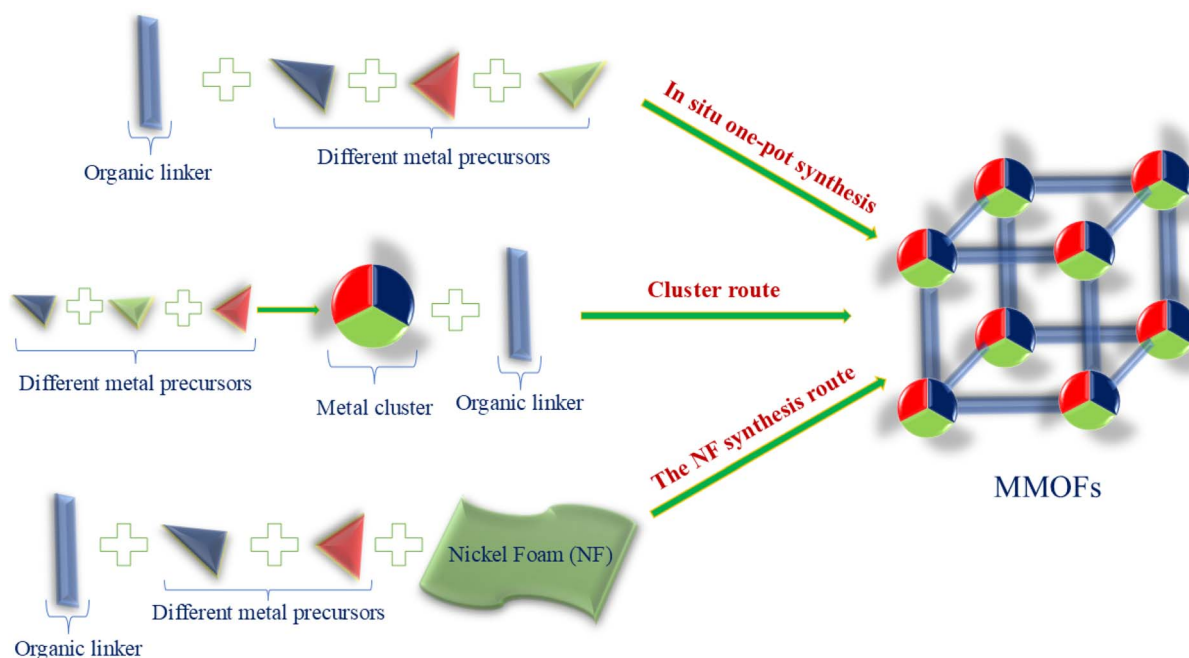 Organic linker
Different metal precursors
In situ one-pot synthesis
Different metal precursors
Metal cluster
Organic linker
Cluster route
Organic linker
Different metal precursors
Nickel Foam (NF)
The NF synthesis route
MMOFs